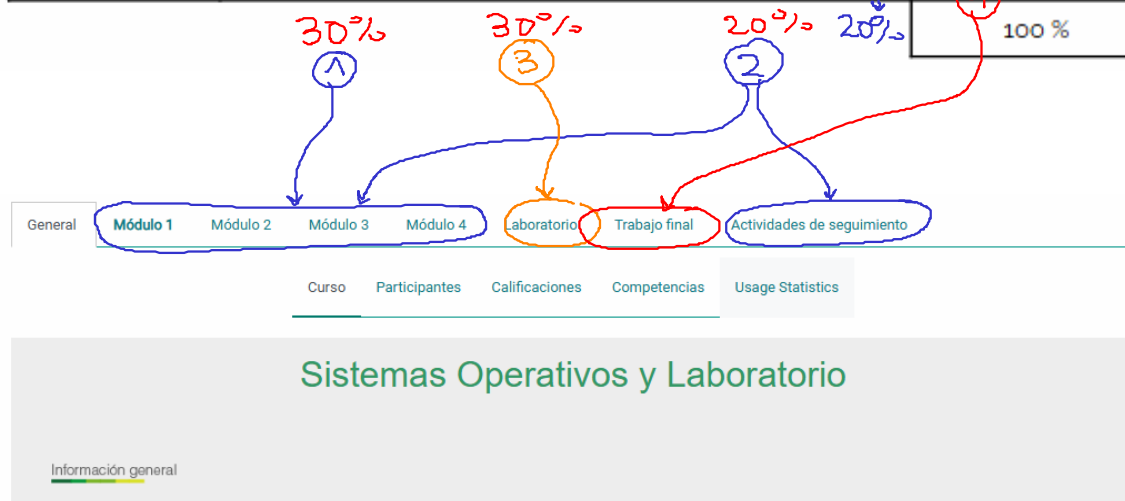 30% 30% 20% 20% 100 %
1 3 2
General Módulo 1 Módulo 2 Módulo 3 Módulo 4 Laboratorio Trabajo final Actividades de seguimiento
Curso Participantes Calificaciones Competencias Usage Statistics
Sistemas Operativos y Laboratorio
Información general